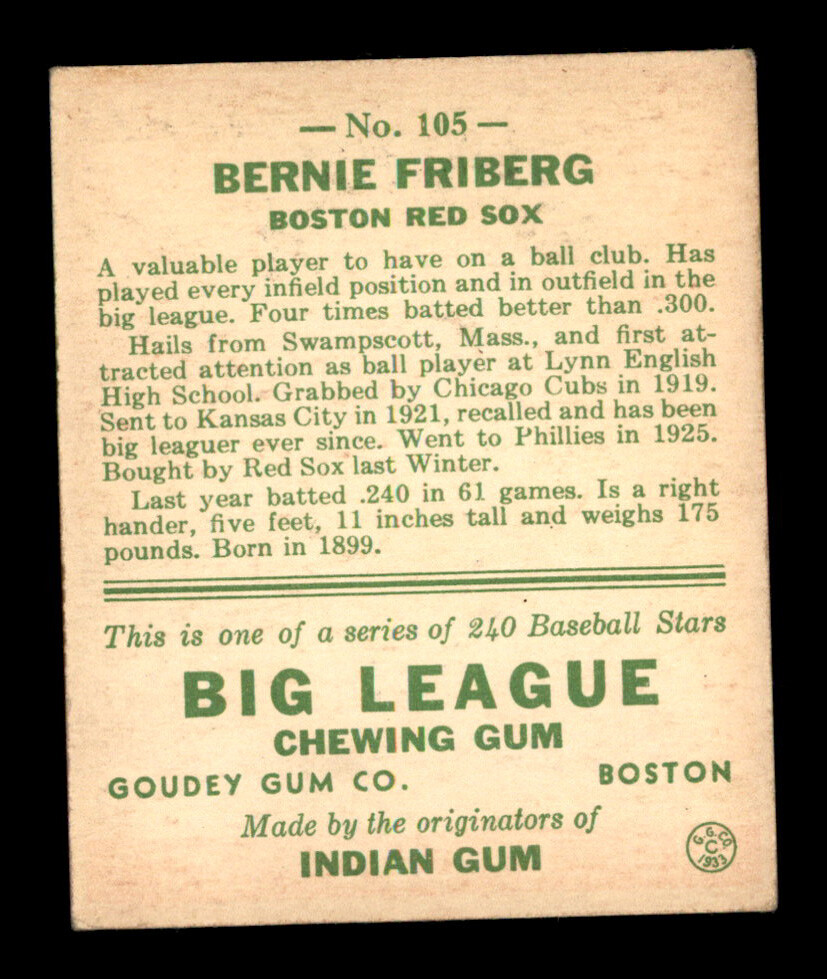 — No. 105 —
BERNIE FRIBERG
BOSTON RED SOX
A valuable player to have on a ball club. Has
played every infield position and in outfield in the
big league. Four times batted better than .300.
Hails from Swampscott, Mass., and first at-
tracted attention as ball player at Lynn English
High School. Grabbed by Chicago Cubs in 1919.
Sent to Kansas City in 1921, recalled and has been
big leaguer ever since. Went to Phillies in 1925.
Bought by Red Sox last Winter.
Last year batted .240 in 61 games. Is a right
hander, five feet, 11 inches tall and weighs 175
pounds. Born in 1899.
This is one of a series of 240 Baseball Stars
BIG LEAGUE
CHEWING GUM
GOUDEY GUM CO. BOSTON
Made by the originators of
INDIAN GUM
G.G.CO.
C
1933